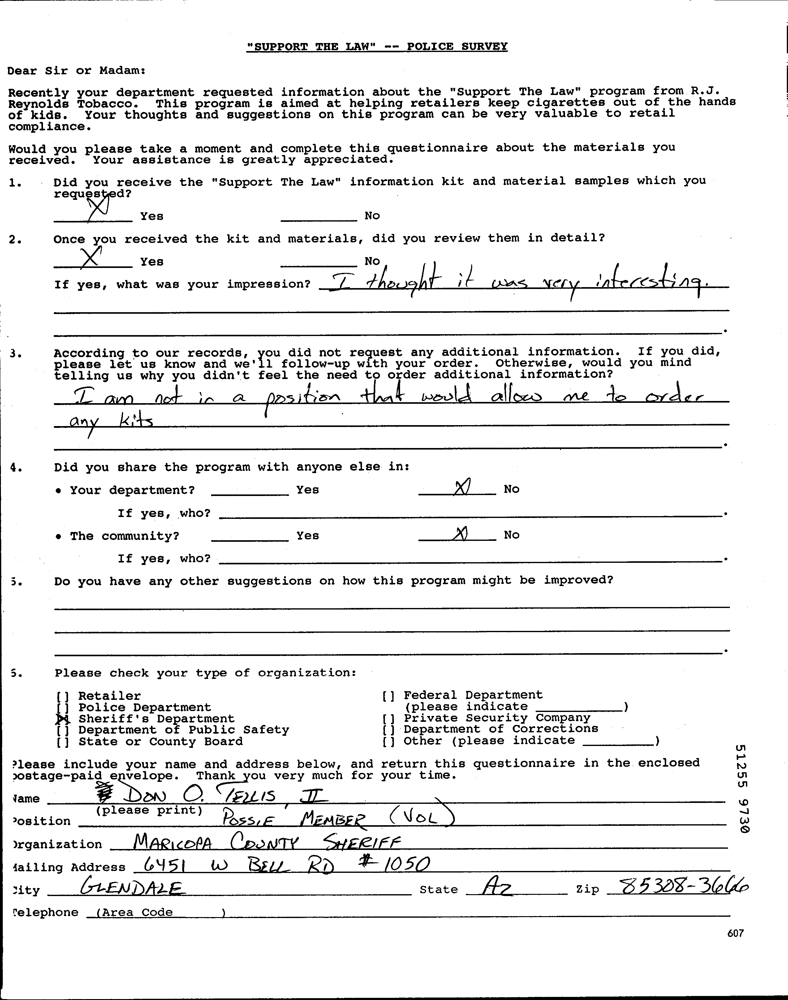 "SUPPORT THE LAW" -- POLICE SURVEY
Dear Sir or Madam:
Recently your department requested information about the "Support The Law" program from R.J.
Reynolds Tobacco. This program is aimed at helping retailers keep cigarettes out of the hands
of kids. Your thoughts and suggestions on this program can be very valuable to retail
compliance.
Would you please take a moment and complete this questionnaire about the materials you
received. Your assistance is greatly appreciated.
1. Did you receive the "Support The Law" information kit and material samples which you
requested?
X Yes ______ No
2. Once you received the kit and materials, did you review them in detail?
X Yes ______ No
If yes, what was your impression? I thought it was very interesting.
.
3. According to our records, you did not request any additional information. If you did,
please let us know and we'll follow-up with your order. Otherwise, would you mind
telling us why you didn't feel the need to order additional information?
I am not in a position that would allow me to order
any kits
.
4. Did you share the program with anyone else in:
• Your department? ______ Yes X No
If yes, who? ______.
• The community? ______ Yes X No
If yes, who? ______.
5. Do you have any other suggestions on how this program might be improved?
.
5. Please check your type of organization:
[] Retailer [] Federal Department
[] Police Department (please indicate ______)
[X] Sheriff's Department [] Private Security Company
[] Department of Public Safety [] Department of Corrections
[] State or County Board [] Other (please indicate ______)
Please include your name and address below, and return this questionnaire in the enclosed
postage-paid envelope. Thank you very much for your time.
Name DON O. TELLIS II
(please print)
Position POSSIE MEMBER (VOL)
Organization MARICOPA COUNTY SHERIFF
Mailing Address 6451 W BELL RD #1050
City GLENDALE State AZ Zip 85308-3666
Telephone (Area Code )
51255 9730
607